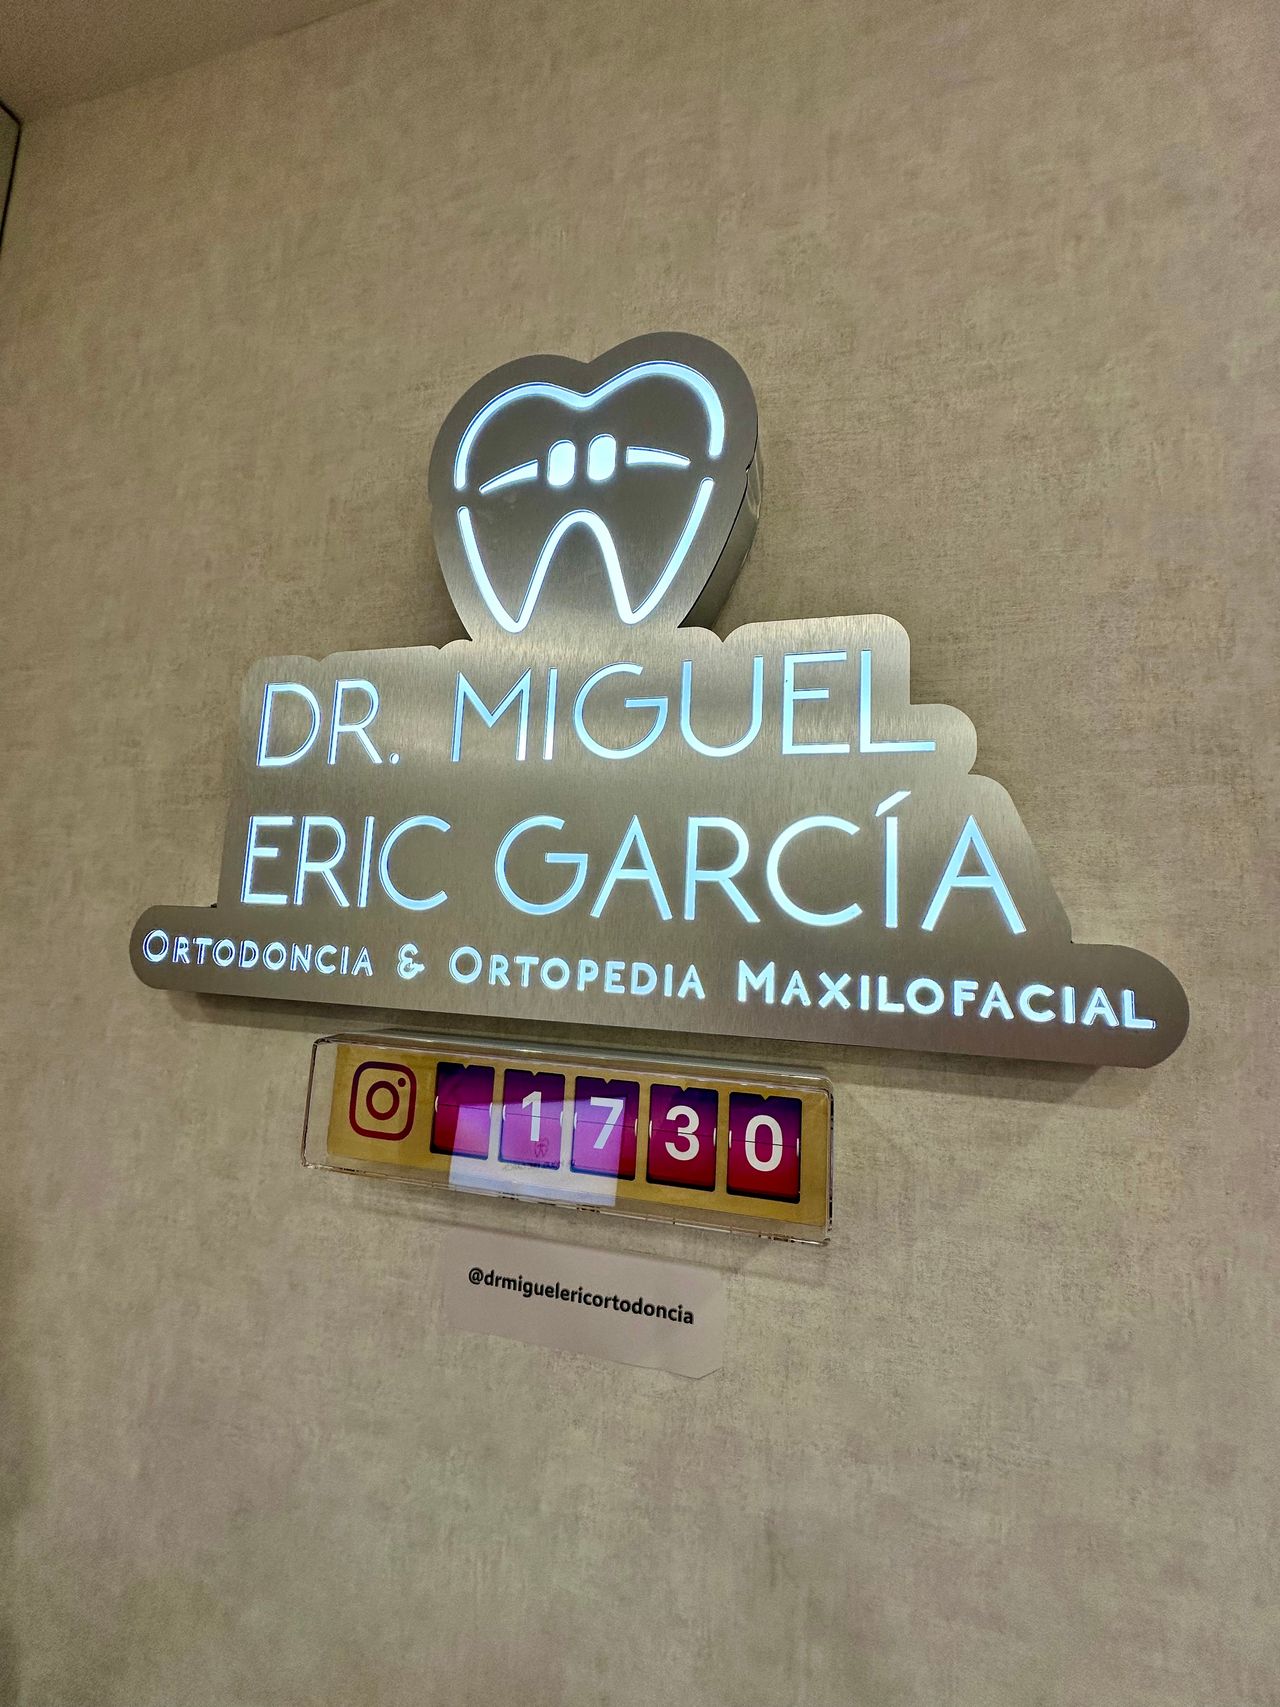 DR. MIGUEL
ERIC GARCÍA
ORTODONCIA & ORTOPEDIA MAXILOFACIAL
1730
@drmiguelericortodoncia